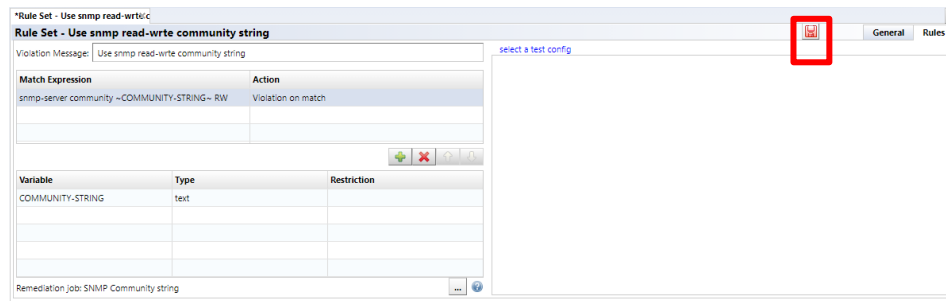 *Rule Set - Use snmp read-wrt
Rule Set - Use snmp read-wrte community string
General Rules
Violation Message: Use snmp read-wrte community string
select a test config
Match Expression Action
snmp-server community ~COMMUNITY-STRING~ RW Violation on match
Variable Type Restriction
COMMUNITY-STRING text
Remediation Job: SNMP Community string ...